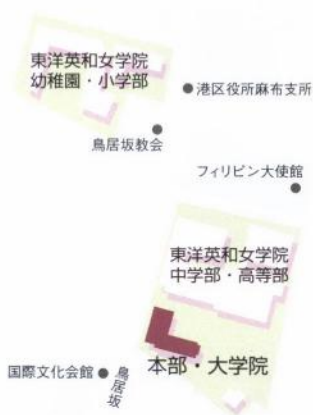 東洋英和女学院
幼稚園・小学部
港区役所麻布支所
鳥居坂教会
フィリピン大使館
東洋英和女学院
中学部・高等部
本部・大学院
国際文化会館
鳥居坂